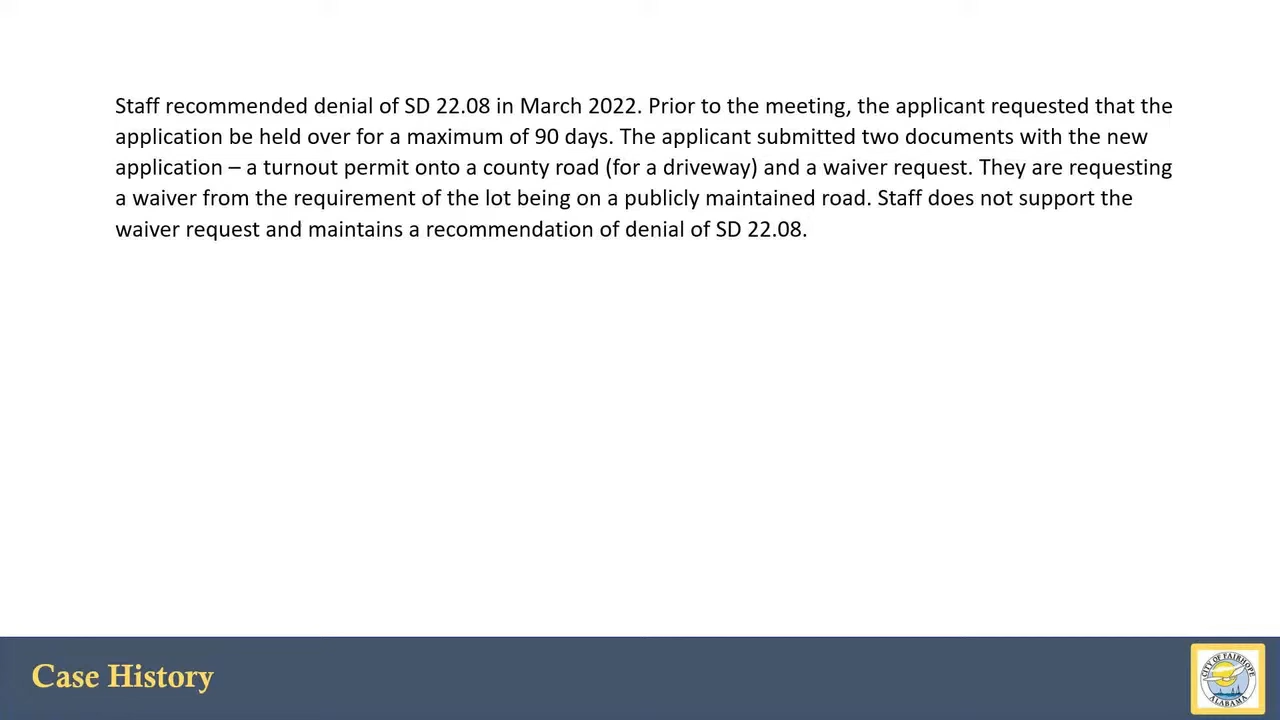 Staff recommended denial of SD 22.08 in March 2022. Prior to the meeting, the applicant requested that the
application be held over for a maximum of 90 days. The applicant submitted two documents with the new
application – a turnout permit onto a county road (for a driveway) and a waiver request. They are requesting
a waiver from the requirement of the lot being on a publicly maintained road. Staff does not support the
waiver request and maintains a recommendation of denial of SD 22.08.
Case History
CITY OF FAIRHOPE
ALABAMA